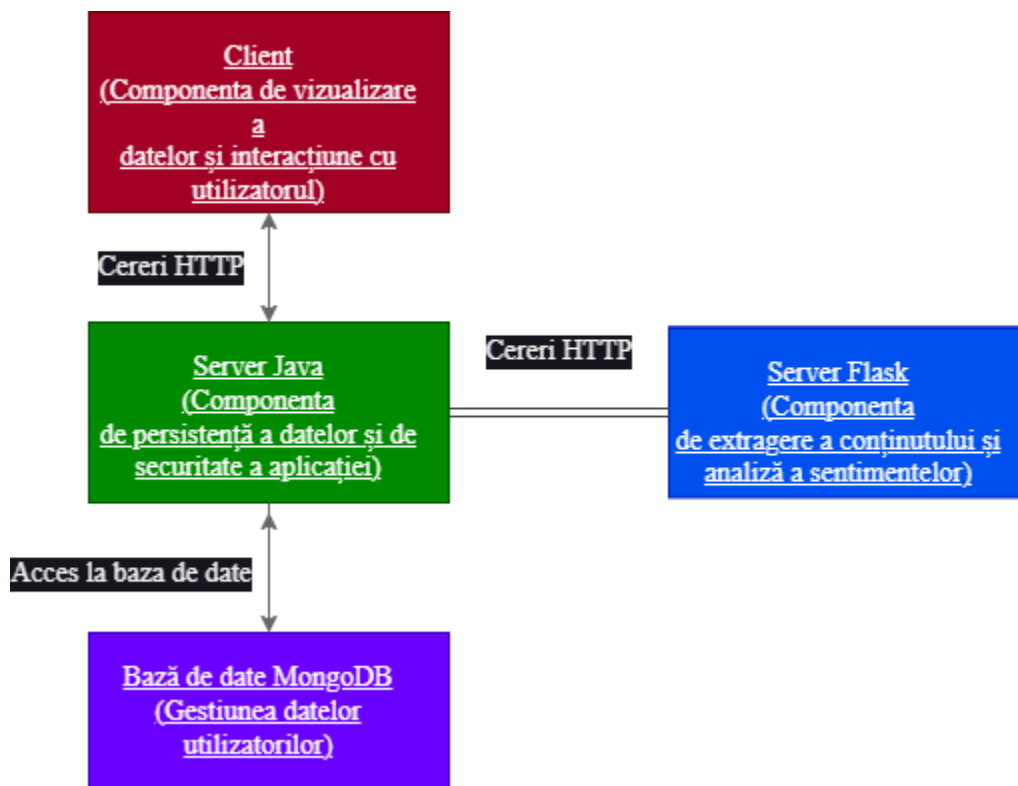 Client
(Componenta de vizualizare
a
datelor și interacțiune cu
utilizatorul)
Cereri HTTP
Server Java
(Componenta
de persistență a datelor și de
securitate a aplicației)
Cereri HTTP
Server Flask
(Componenta
de extragere a conținutului și
analiză a sentimentelor)
Acces la baza de date
Bază de date MongoDB
(Gestiunea datelor
utilizatorilor)